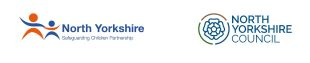 North Yorkshire
Safeguarding Children Partnership
NORTH
YORKSHIRE
COUNCIL